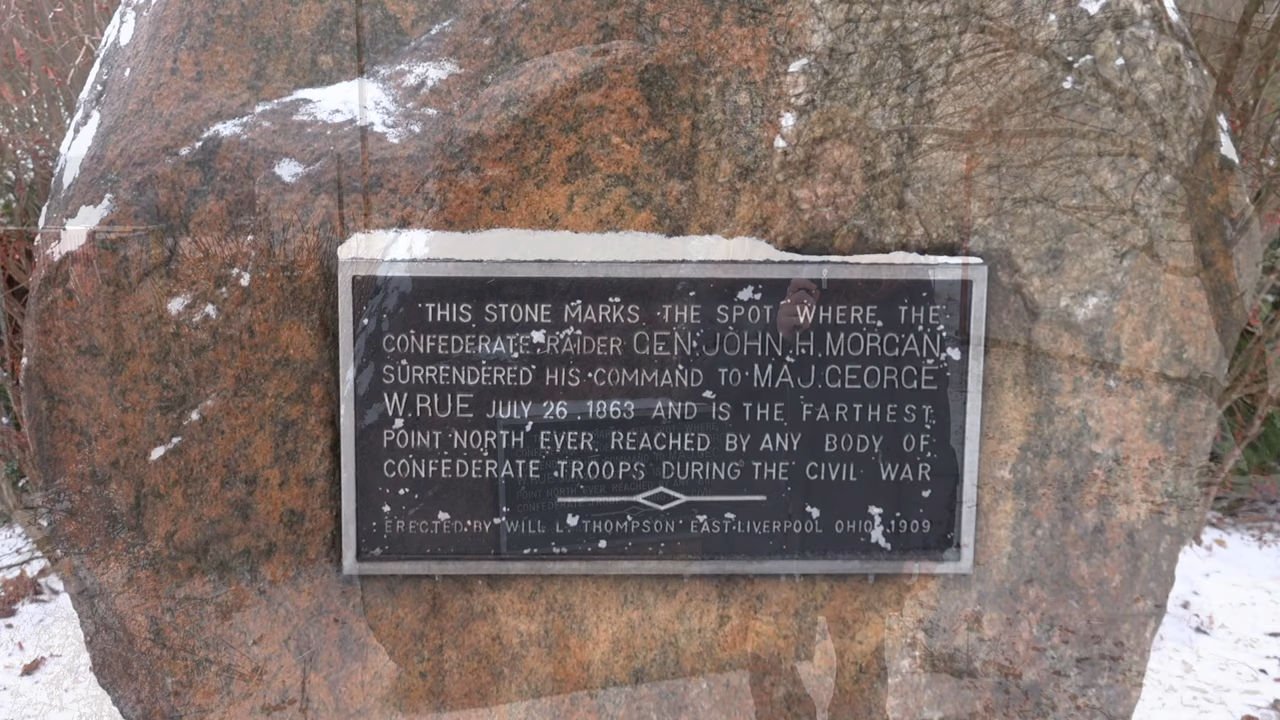 THIS STONE MARKS THE SPOT WHERE THE
CONFEDERATE RAIDER GEN. JOHN H. MORGAN
SURRENDERED HIS COMMAND TO MAJ. GEORGE
W. RUE JULY 26, 1863 AND IS THE FARTHEST
POINT NORTH EVER REACHED BY ANY BODY OF
CONFEDERATE TROOPS DURING THE CIVIL WAR
ERECTED BY WILL L. THOMPSON EAST LIVERPOOL OHIO 1909